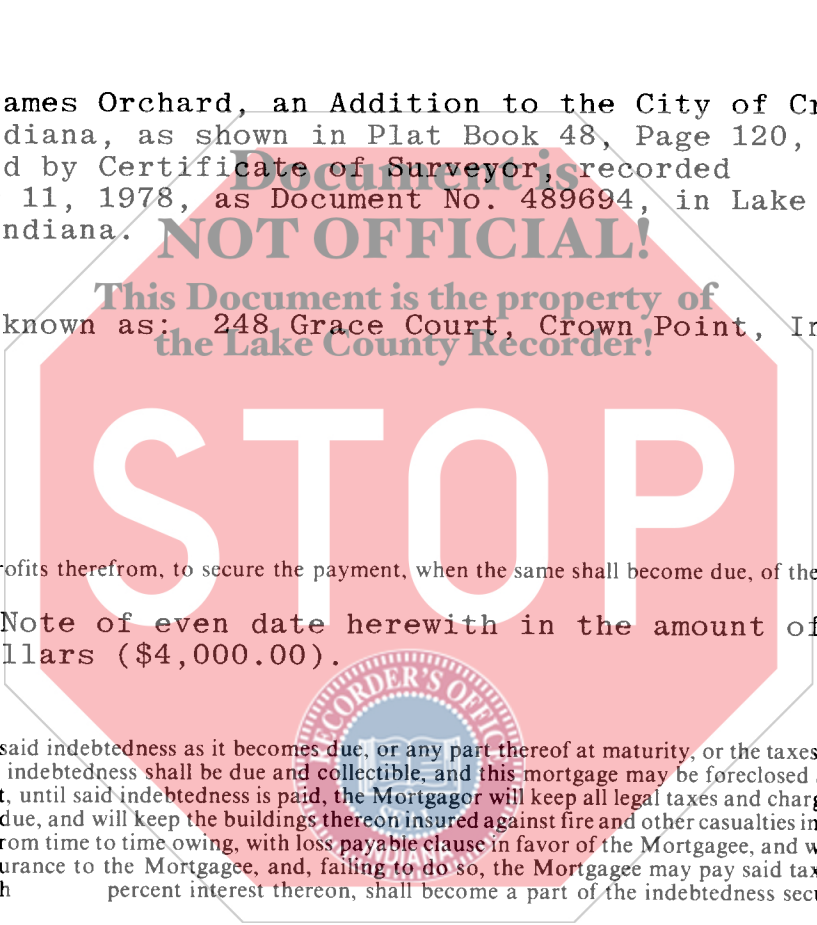 ames Orchard, an Addition to the City of Cr
diana, as shown in Plat Book 48, Page 120,
d by Certificate of Surveyor, recorded
Document is
11, 1978, as Document No. 489694, in Lake
ndiana.
NOT OFFICIAL!
This Document is the property of
known as: 248 Grace Court, Crown Point, In
the Lake County Recorder!
STOP
rofits therefrom, to secure the payment, when the same shall become due, of the
Note of even date herewith in the amount of
llars ($4,000.00).
RECORDER'S OFFICE
said indebtedness as it becomes due, or any part thereof at maturity, or the taxes
indebtedness shall be due and collectible, and this mortgage may be foreclosed
t, until said indebtedness is paid, the Mortgagor will keep all legal taxes and charg
due, and will keep the buildings thereon insured against fire and other casualties in
rom time to time owing, with loss payable clause in favor of the Mortgagee, and w
INDIANA
urance to the Mortgagee, and, failing to do so, the Mortgagee may pay said tax
h percent interest thereon, shall become a part of the indebtedness secu